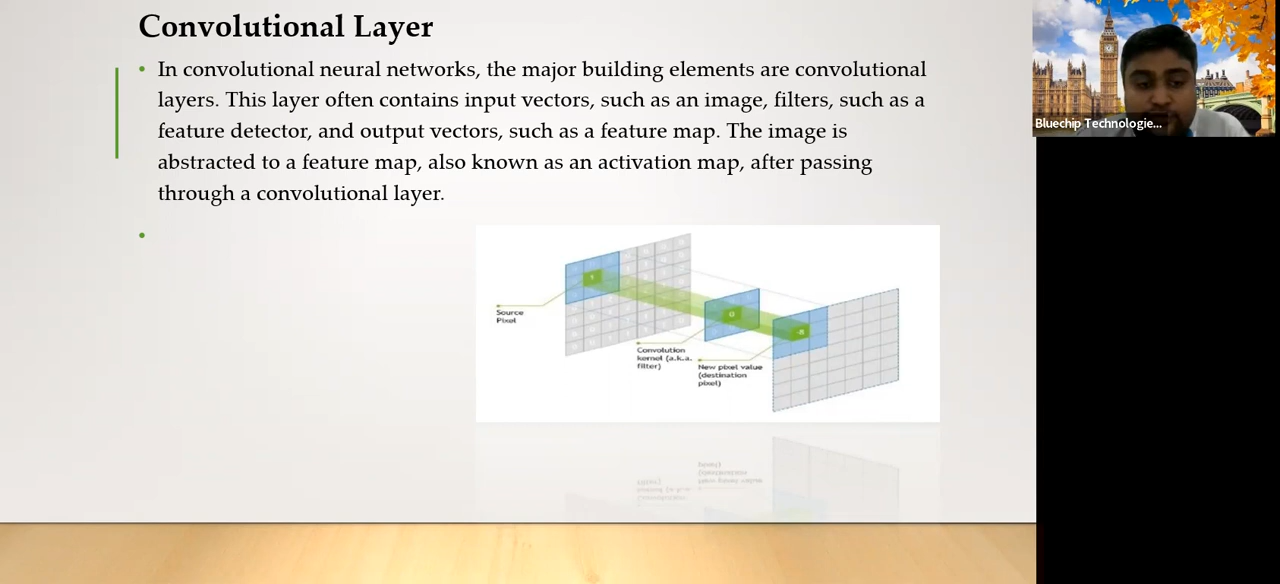 Convolutional Layer
In convolutional neural networks, the major building elements are convolutional
layers. This layer often contains input vectors, such as an image, filters, such as a
feature detector, and output vectors, such as a feature map. The image is
abstracted to a feature map, also known as an activation map, after passing
through a convolutional layer.
Source
Pixel
Convolution
kernel (a.k.a.
filter)
New pixel value
(destination
pixel)
Bluechip Technologie...